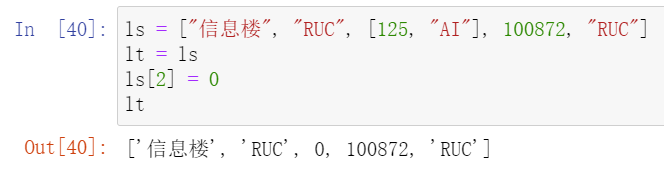 In [40]: ls = ["信息楼", "RUC", [125, "AI"], 100872, "RUC"]
lt = ls
ls[2] = 0
lt
Out[40]: ['信息楼', 'RUC', 0, 100872, 'RUC']